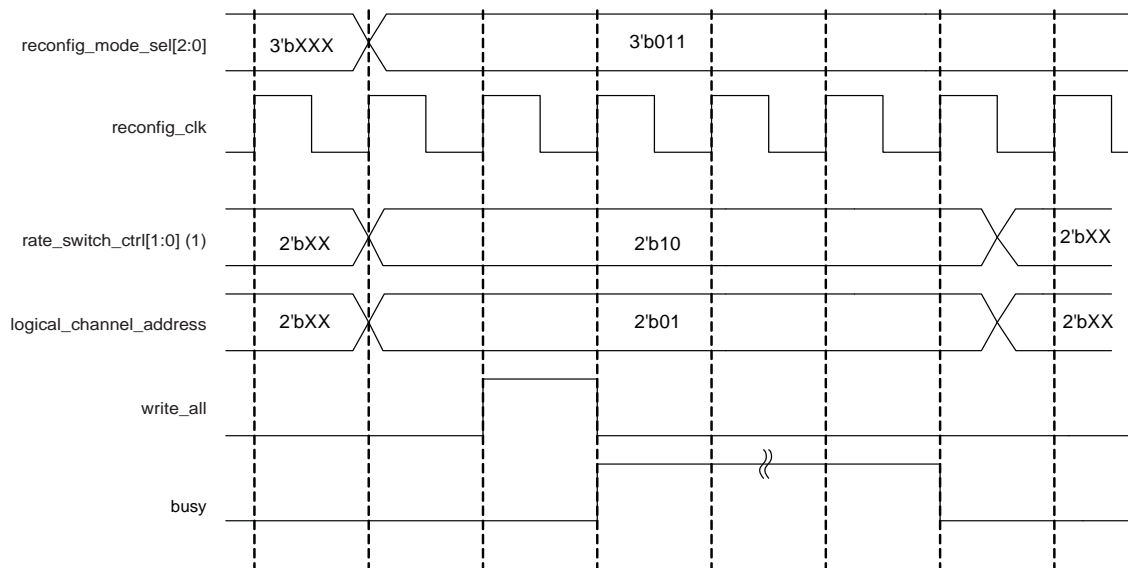 reconfig_mode_sel[2:0] 3'bXXX 3'b011
reconfig_clk
rate_switch_ctrl[1:0] (1) 2'bXX 2'b10 2'bXX
logical_channel_address 2'bXX 2'b01 2'bXX
write_all
busy